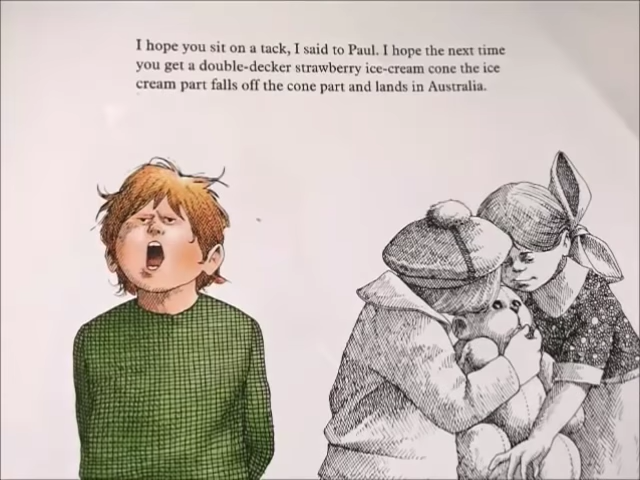 I hope you sit on a tack, I said to Paul. I hope the next time
you get a double-decker strawberry ice-cream cone the ice
cream part falls off the cone part and lands in Australia.